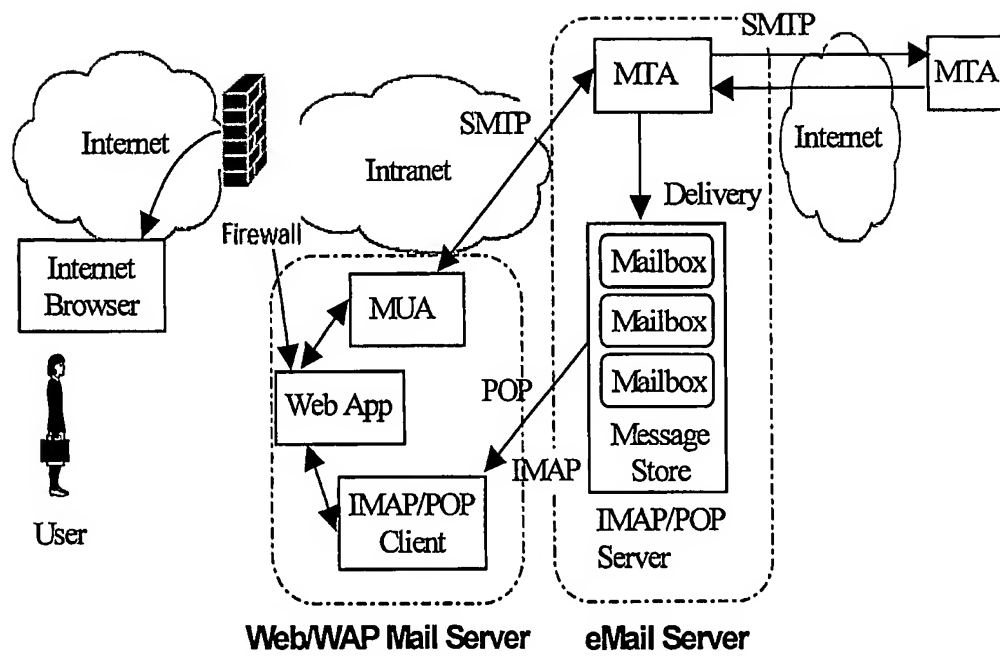 SMTP
MTA
MTA
Internet
SMTP
Intranet
Internet
Delivery
Firewall
Internet
Browser
MUA
Mailbox
Mailbox
Mailbox
Message
Store
POP
Web App
IMAP
IMAP/POP
Client
IMAP/POP
Server
User
Web/WAP Mail Server
eMail Server